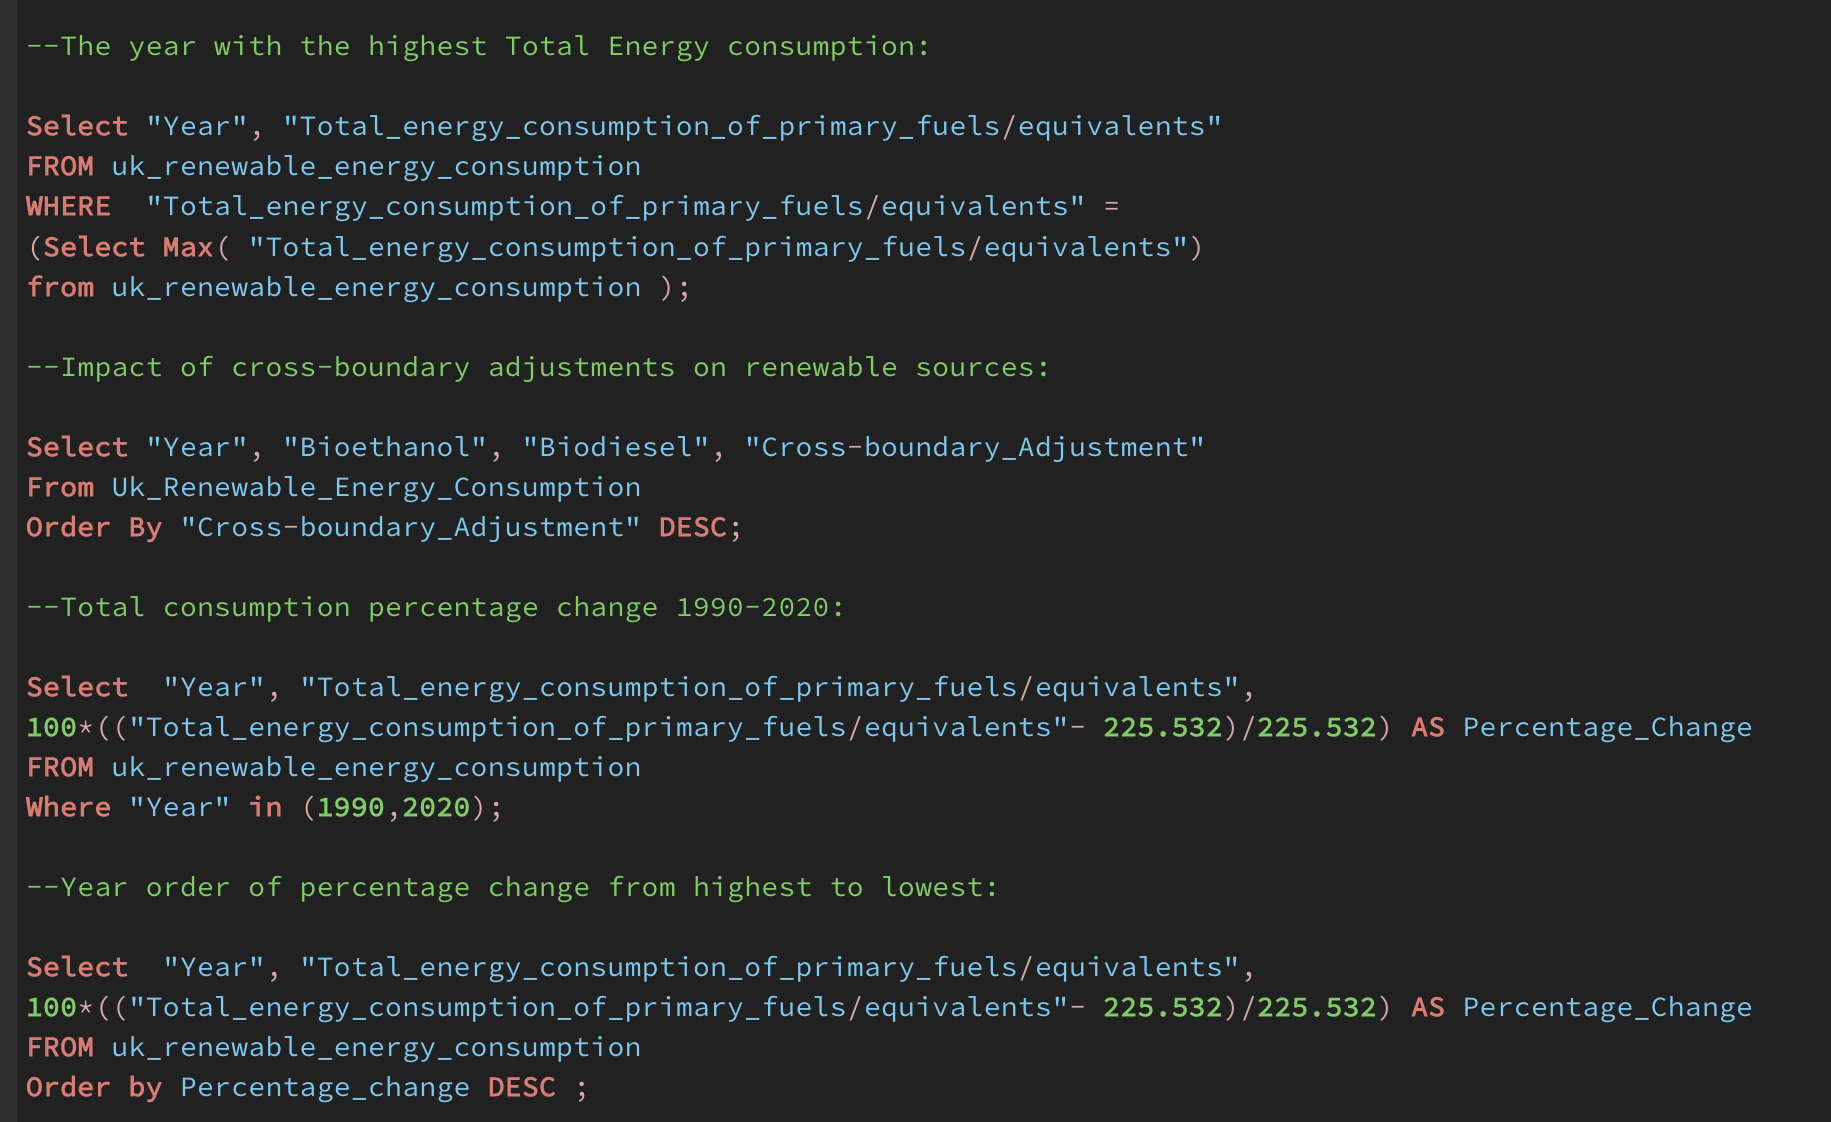 --The year with the highest Total Energy consumption:
Select "Year", "Total_energy_consumption_of_primary_fuels/equivalents"
FROM uk_renewable_energy_consumption
WHERE  "Total_energy_consumption_of_primary_fuels/equivalents" =
(Select Max( "Total_energy_consumption_of_primary_fuels/equivalents")
from uk_renewable_energy_consumption );
--Impact of cross-boundary adjustments on renewable sources:
Select "Year", "Bioethanol", "Biodiesel", "Cross-boundary_Adjustment"
From Uk_Renewable_Energy_Consumption
Order By "Cross-boundary_Adjustment" DESC;
--Total consumption percentage change 1990-2020:
Select  "Year", "Total_energy_consumption_of_primary_fuels/equivalents",
100*(("Total_energy_consumption_of_primary_fuels/equivalents"- 225.532)/225.532) AS Percentage_Change
FROM uk_renewable_energy_consumption
Where "Year" in (1990,2020);
--Year order of percentage change from highest to lowest:
Select  "Year", "Total_energy_consumption_of_primary_fuels/equivalents",
100*(("Total_energy_consumption_of_primary_fuels/equivalents"- 225.532)/225.532) AS Percentage_Change
FROM uk_renewable_energy_consumption
Order by Percentage_change DESC ;